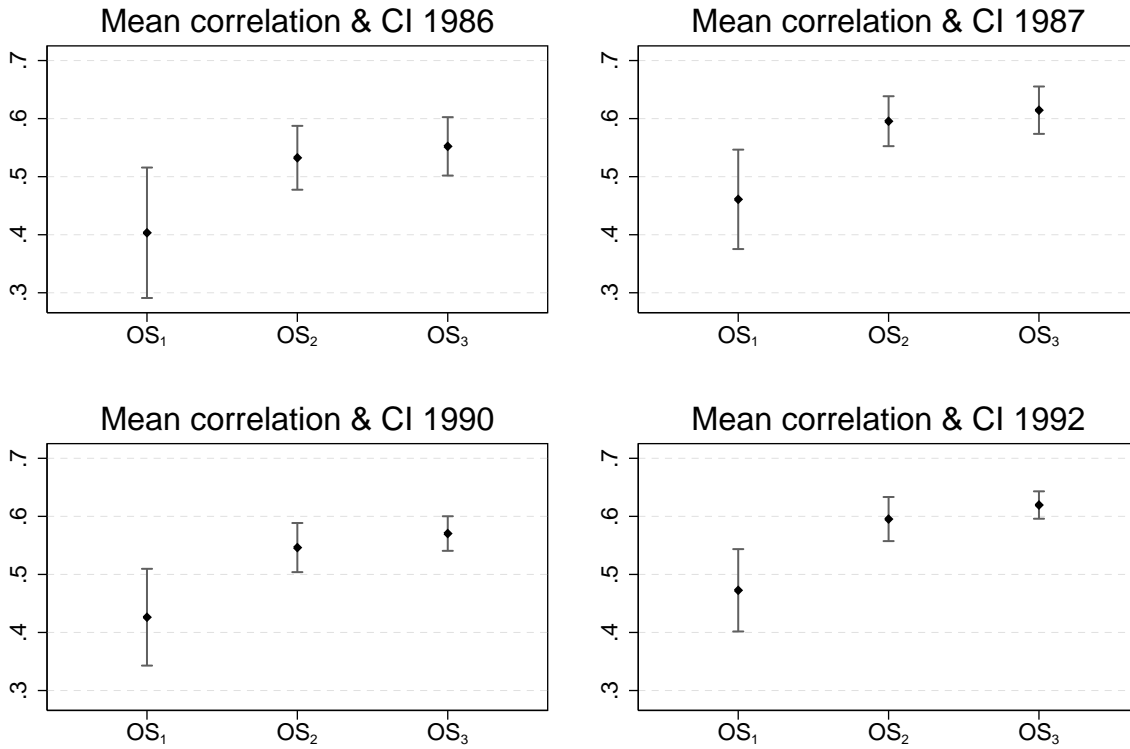 Mean correlation & CI 1986
.7
.6
.5
.4
.3
OS₁ OS₂ OS₃
Mean correlation & CI 1987
.7
.6
.5
.4
.3
OS₁ OS₂ OS₃
Mean correlation & CI 1990
.7
.6
.5
.4
.3
OS₁ OS₂ OS₃
Mean correlation & CI 1992
.7
.6
.5
.4
.3
OS₁ OS₂ OS₃